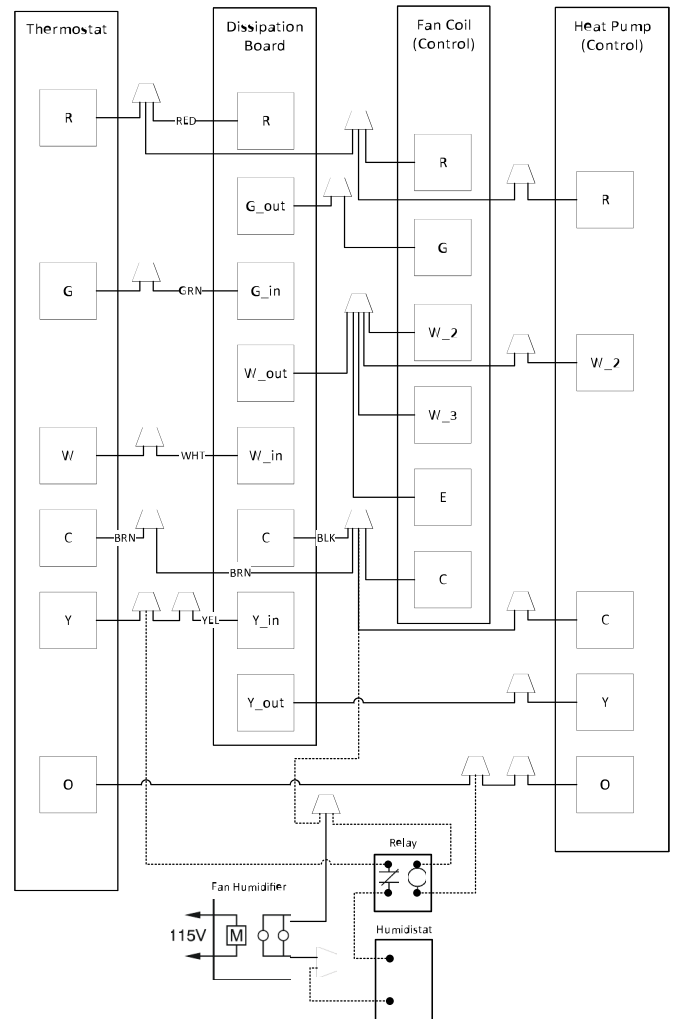 Thermostat
Dissipation
Board
Fan Coil
(Control)
Heat Pump
(Control)
R
RED
R
R
R
G_out
G
G
GRN
G_in
W_out
W_2
W_2
W_3
W
WHT
W_in
E
C
BRN
C
BLK
BRN
C
Y
YEL
Y_in
C
Y_out
Y
O
O
Relay
Fan Humidifier
115V
M
Humidistat